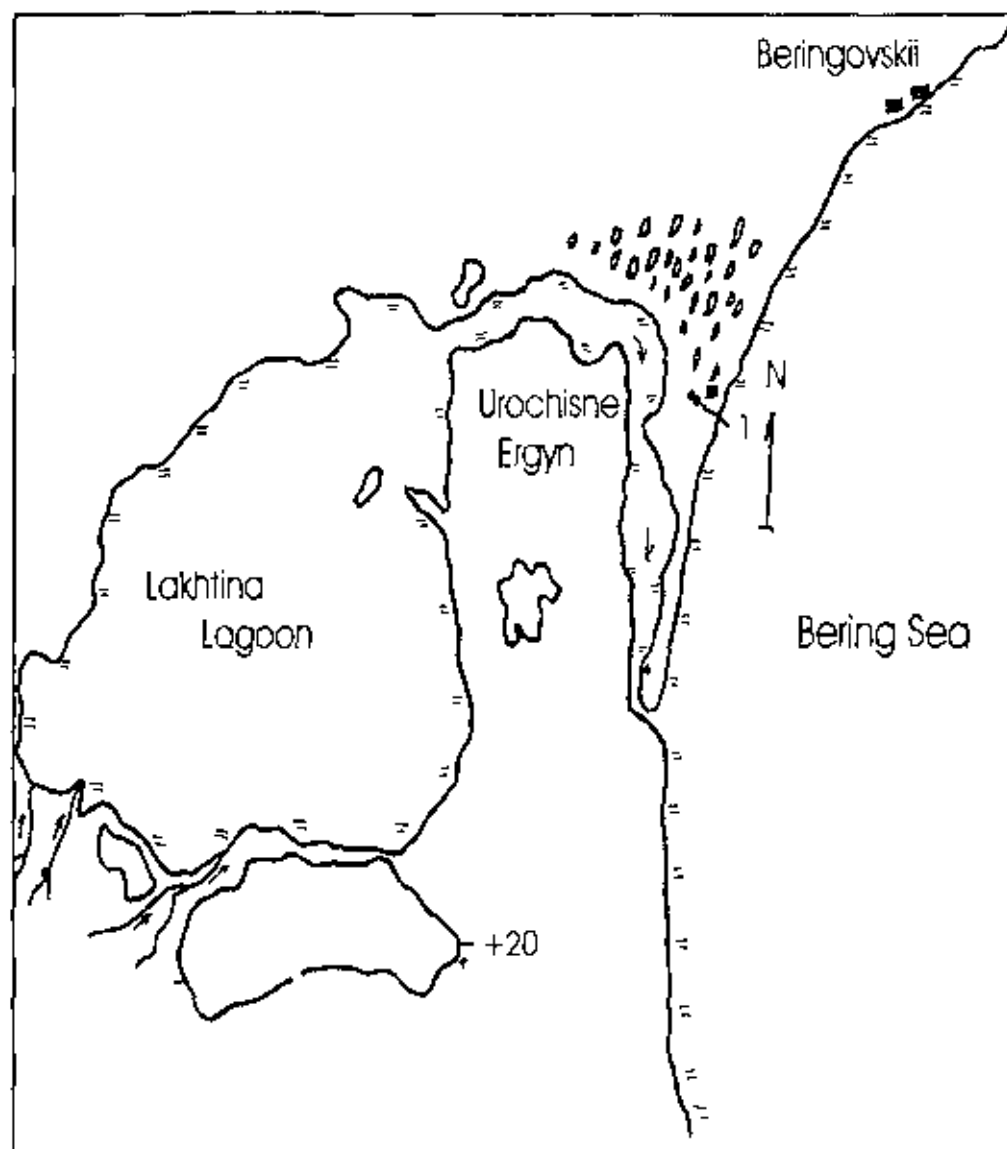 Beringovskii
N
1
Urochisne
Ergyn
Lakhtina
Lagoon
Bering Sea
+20